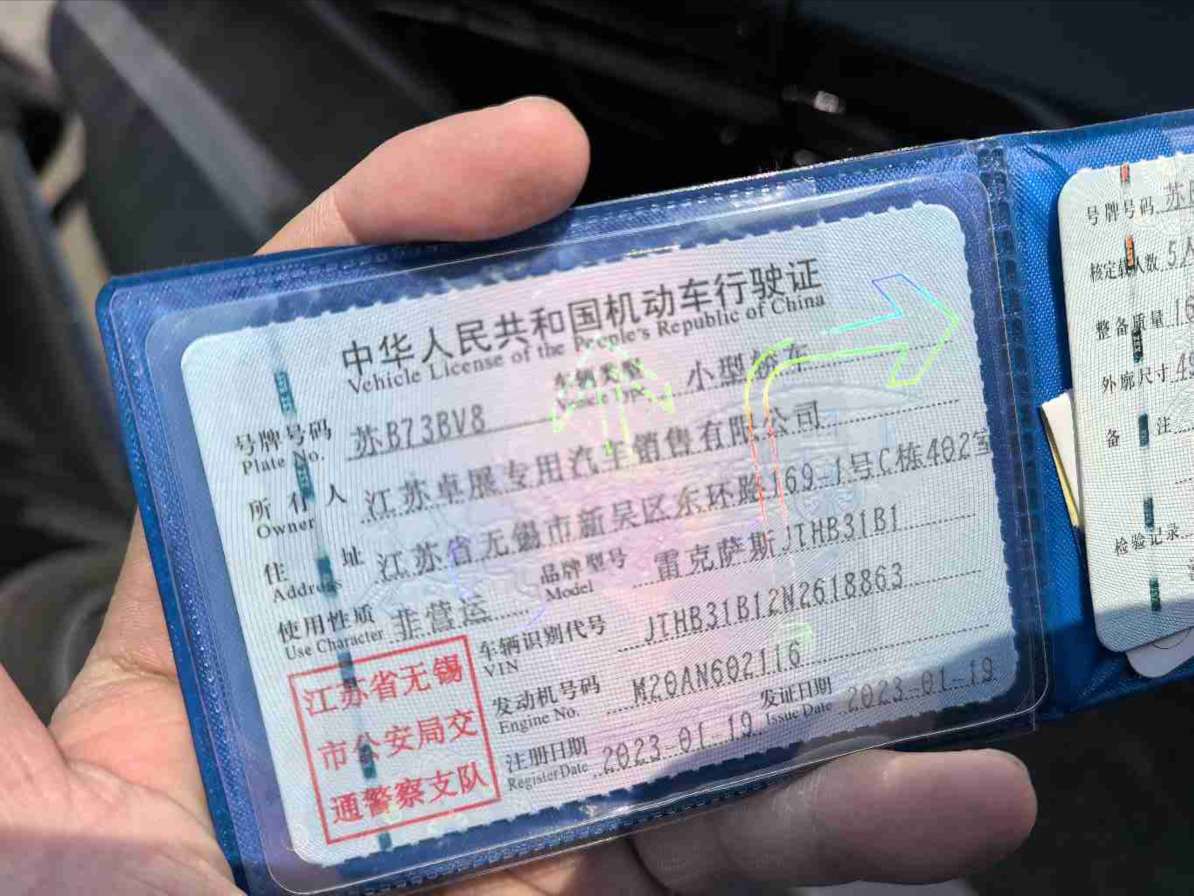 中华人民共和国机动车行驶证
Vehicle License of the People's Republic of China
号牌号码 苏B73BV8 车辆类型 小型轿车
Plate No. Vehicle Type
所有人 江苏卓展专用汽车销售有限公司
Owner
住址 江苏省无锡市新吴区东环路169-1号C栋402室
Address
使用性质 非营运 品牌型号 雷克萨斯JTHB31B1
Use Character Model
车辆识别代号 JTHB31B12N2618863
VIN
发动机号码 M20AN602116
Engine No.
注册日期 2023-01-19 发证日期 2023-01-19
Register Date Issue Date
江苏省无锡
市公安局交
通警察支队
号牌号码 苏
核定载人数 5人
整备质量 16
外廓尺寸 4
备注
检验记录